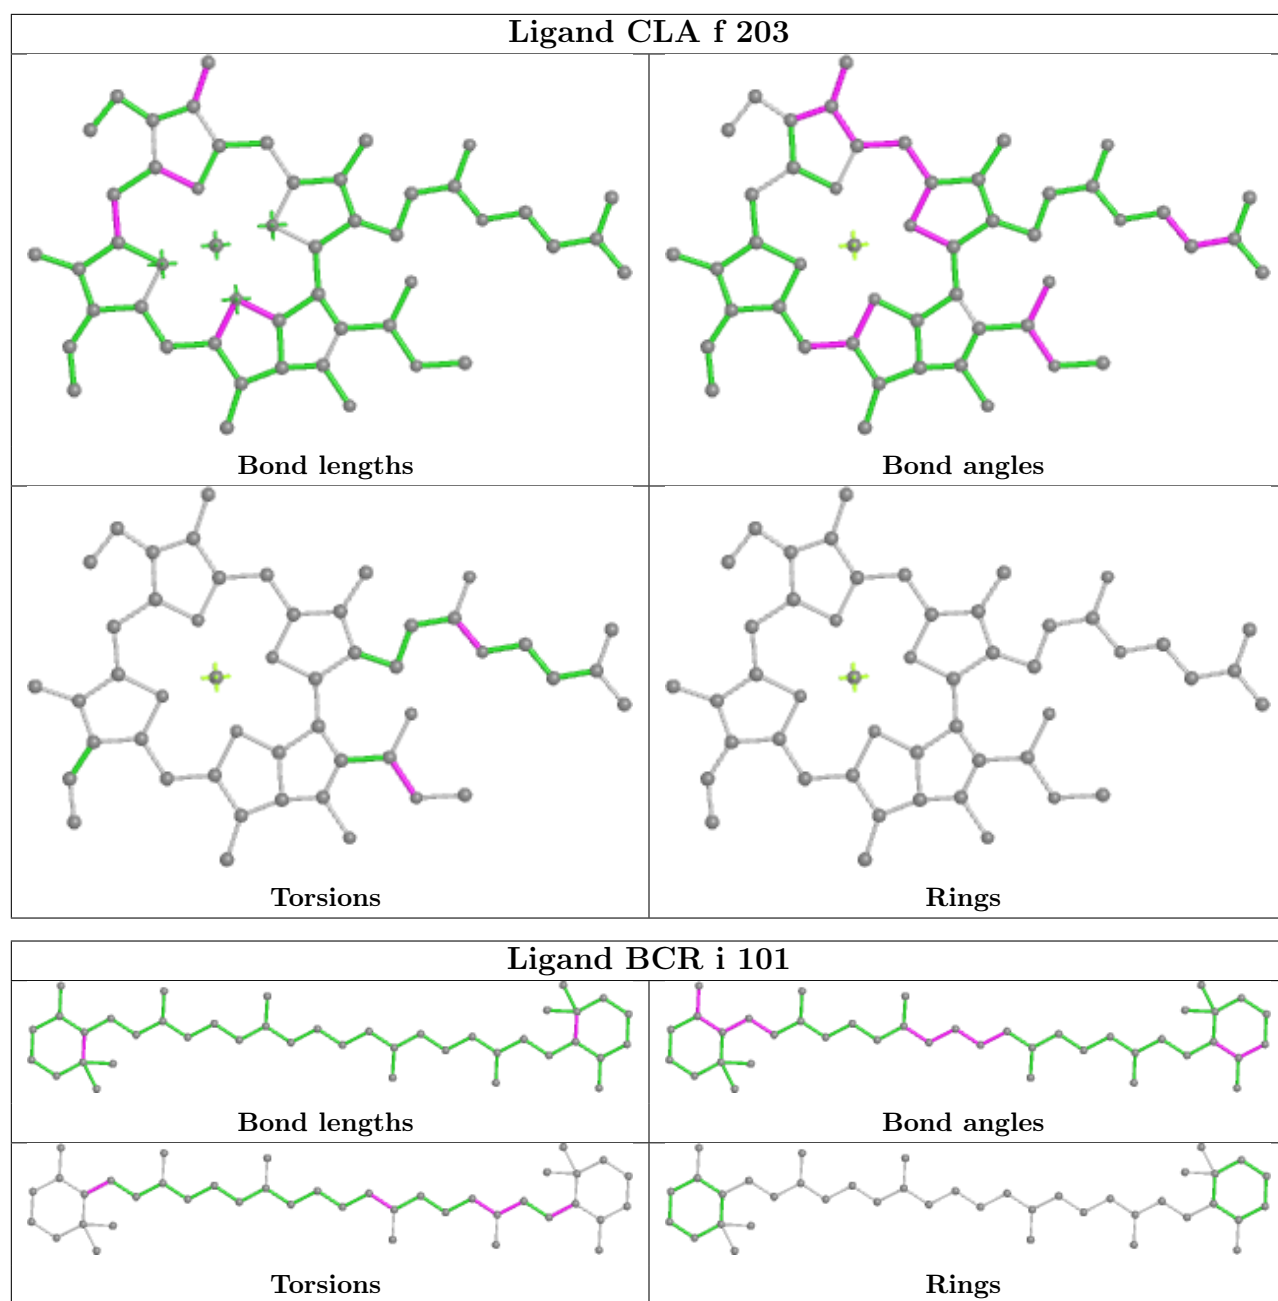 Ligand CLA f 203
Bond lengths
Bond angles
Torsions
Rings
Ligand BCR i 101
Bond lengths
Bond angles
Torsions
Rings